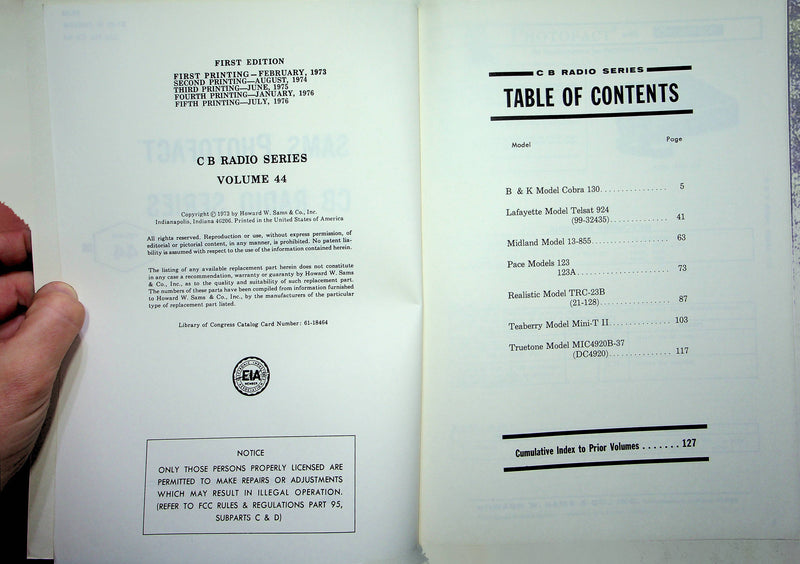 FIRST EDITION
FIRST PRINTING—FEBRUARY, 1973
SECOND PRINTING—AUGUST, 1974
THIRD PRINTING—JUNE, 1975
FOURTH PRINTING—JANUARY, 1976
FIFTH PRINTING—JULY, 1976
C B RADIO SERIES
VOLUME 44
Copyright © 1973 by Howard W. Sams & Co., Inc.
Indianapolis, Indiana 46206. Printed in the United States of America
All rights reserved. Reproduction or use, without express permission, of
editorial or pictorial content, in any manner, is prohibited. No patent lia-
bility is assumed with respect to the use of the information contained herein.
The listing of any available replacement part herein does not constitute
in any case a recommendation, warranty or guaranty by Howard W. Sams
& Co., Inc., as to the quality and suitability of such replacement part.
The numbers of these parts have been compiled from information furnished
to Howard W. Sams & Co., Inc., by the manufacturers of the particular
type of replacement part listed.
Library of Congress Catalog Card Number: 61-18464
EIA
MEMBER
NOTICE
ONLY THOSE PERSONS PROPERLY LICENSED ARE
PERMITTED TO MAKE REPAIRS OR ADJUSTMENTS
WHICH MAY RESULT IN ILLEGAL OPERATION.
(REFER TO FCC RULES & REGULATIONS PART 95,
SUBPARTS C & D)
C B RADIO SERIES
TABLE OF CONTENTS
Model Page
B & K Model Cobra 130.................... 5
Lafayette Model Telsat 924
(99-32435)............... 41
Midland Model 13-855.................... 63
Pace Models 123
123A........................ 73
Realistic Model TRC-23B
(21-128)................... 87
Teaberry Model Mini-T II................ 103
Truetone Model MIC4920B-37
(DC4920)................ 117
Cumulative Index to Prior Volumes ....... 127